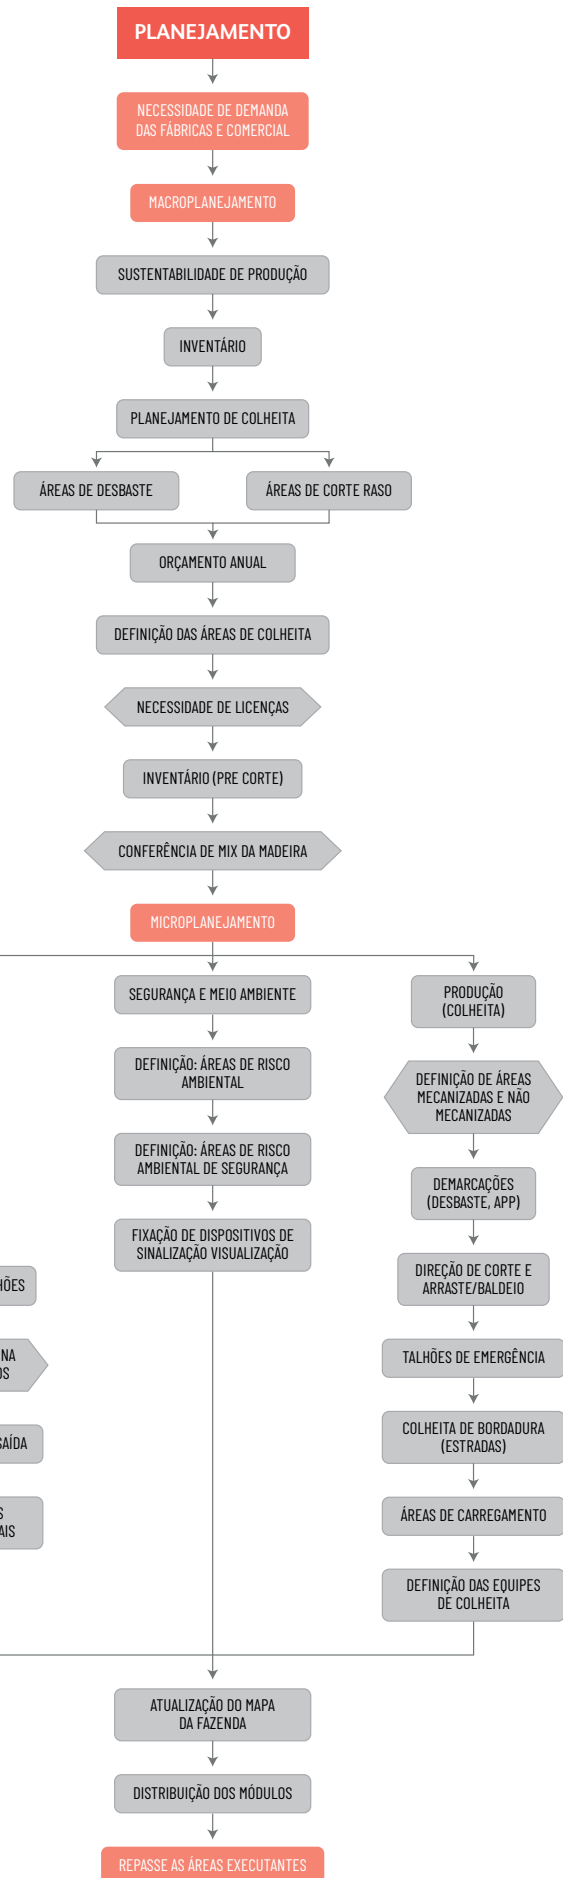 PLANEJAMENTO
NECESSIDADE DE DEMANDA
DAS FÁBRICAS E COMERCIAL
MACROPLANEJAMENTO
SUSTENTABILIDADE DE PRODUÇÃO
INVENTÁRIO
PLANEJAMENTO DE COLHEITA
ÁREAS DE DESBASTE
ÁREAS DE CORTE RASO
ORÇAMENTO ANUAL
DEFINIÇÃO DAS ÁREAS DE COLHEITA
NECESSIDADE DE LICENÇAS
INVENTÁRIO (PRE CORTE)
CONFERÊNCIA DE MIX DA MADEIRA
MICROPLANEJAMENTO
SEGURANÇA E MEIO AMBIENTE
DEFINIÇÃO: ÁREAS DE RISCO
AMBIENTAL
DEFINIÇÃO: ÁREAS DE RISCO
AMBIENTAL DE SEGURANÇA
FIXAÇÃO DE DISPOSITIVOS DE
SINALIZAÇÃO VISUALIZAÇÃO
PRODUÇÃO
(COLHEITA)
DEFINIÇÃO DE ÁREAS
MECANIZADAS E NÃO
MECANIZADAS
DEMARCAÇÕES
(DESBASTE, APP)
DIREÇÃO DE CORTE E
ARRASTE/BALDEIO
TALHÕES DE EMERGÊNCIA
COLHEITA DE BORDADURA
(ESTRADAS)
ÁREAS DE CARREGAMENTO
DEFINIÇÃO DAS EQUIPES
DE COLHEITA
HÕES
NA
OS
SAÍDA
S
AIS
ATUALIZAÇÃO DO MAPA
DA FAZENDA
DISTRIBUIÇÃO DOS MÓDULOS
REPASSE AS ÁREAS EXECUTANTES